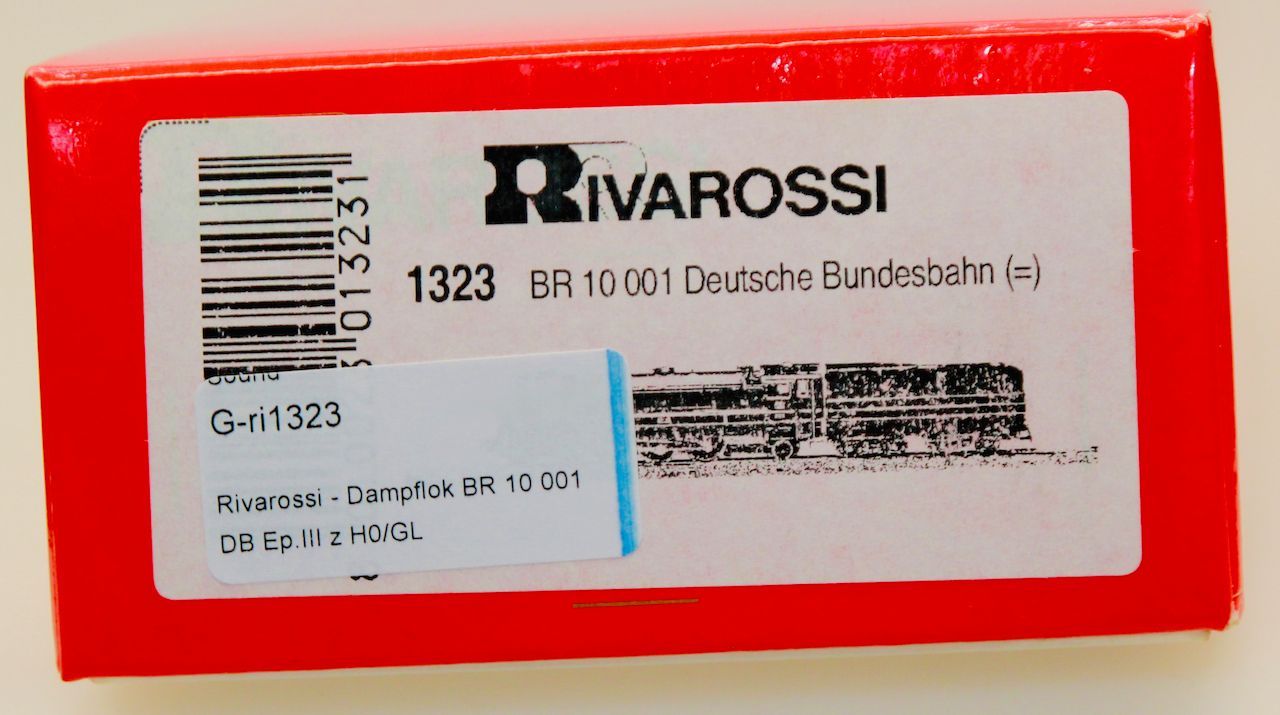 RIVAROSSI
1323 BR 10 001 Deutsche Bundesbahn (=)
013231
Sound
G-ri1323
Rivarossi - Dampflok BR 10 001
DB Ep.III z H0/GL